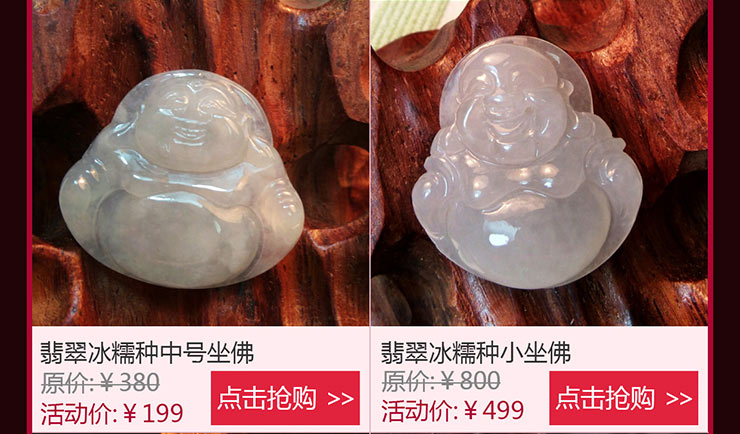 翡翠冰糯种中号坐佛
原价:￥380
活动价:￥199
点击抢购 >>
翡翠冰糯种小坐佛
原价:￥800
活动价:￥499
点击抢购 >>